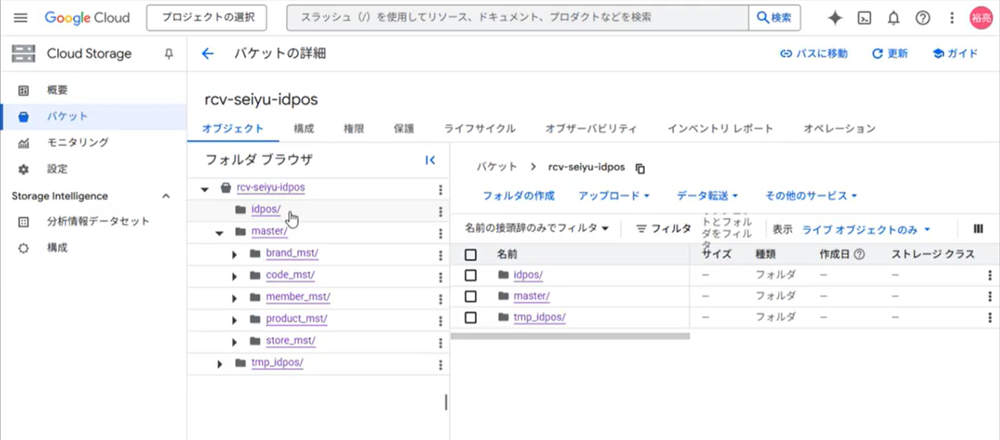 Google Cloud
プロジェクトの選択
スラッシュ (/) を使用してリソース、ドキュメント、プロダクトなどを検索
検索
裕亮
Cloud Storage
バケットの詳細
パスに移動
更新
ガイド
概要
バケット
モニタリング
設定
Storage Intelligence
分析情報データセット
構成
rcv-seiyu-idpos
オブジェクト
構成
権限
保護
ライフサイクル
オブザーバビリティ
インベントリ レポート
オペレーション
フォルダ ブラウザ
rcv-seiyu-idpos
idpos/
master/
brand_mst/
code_mst/
member_mst/
product_mst/
store_mst/
tmp_idpos/
バケット
rcv-seiyu-idpos
フォルダの作成
アップロード
データ転送
その他のサービス
名前の接頭辞のみでフィルタ
フィルタ
トとフォル
ダをフィル
タ
表示
ライブ オブジェクトのみ
名前
サイズ
種類
作成日
ストレージ クラス
idpos/
–
フォルダ
–
–
master/
–
フォルダ
–
–
tmp_idpos/
–
フォルダ
–
–